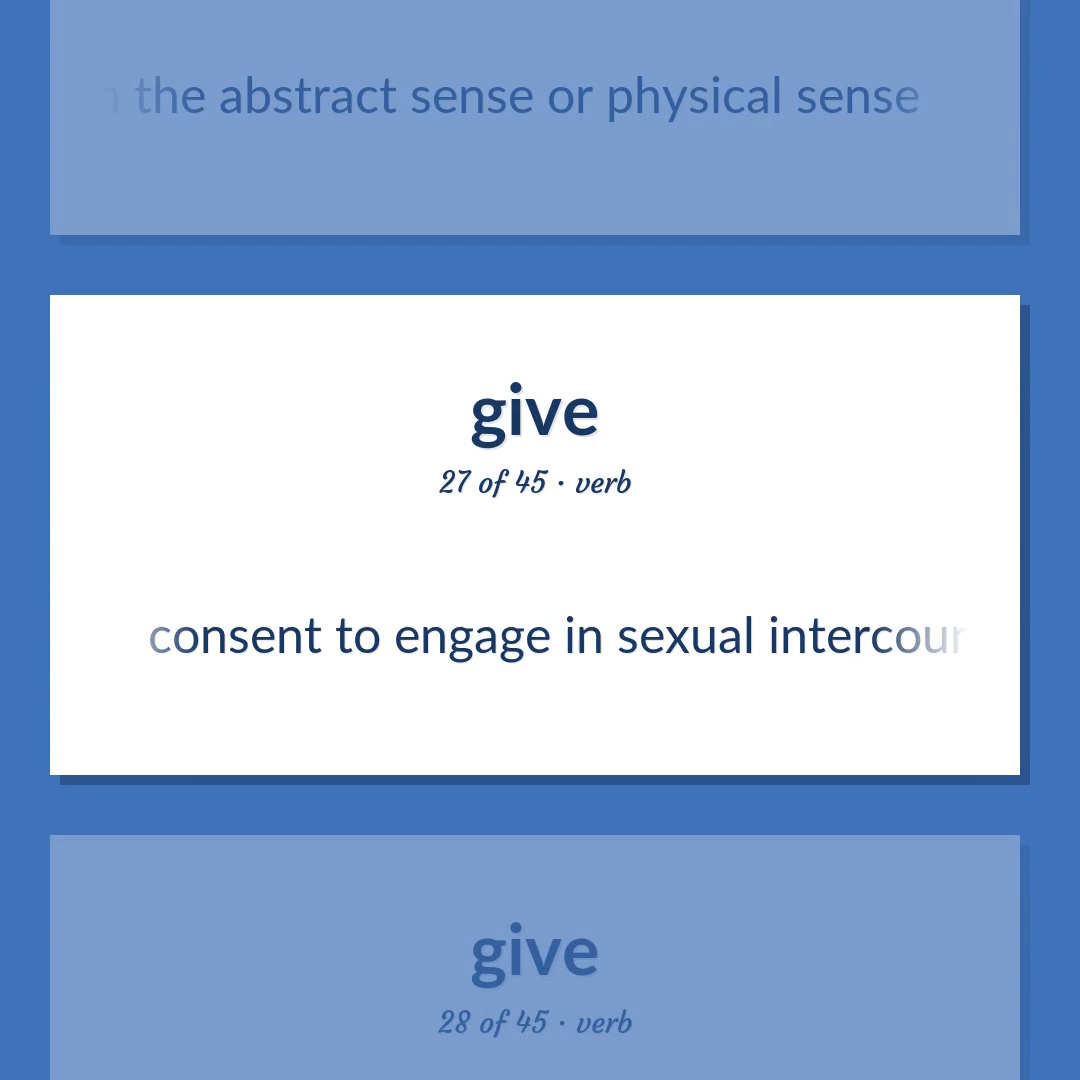 the abstract sense or physical sense
give
27 of 45 · verb
consent to engage in sexual intercour
give
28 of 45 · verb